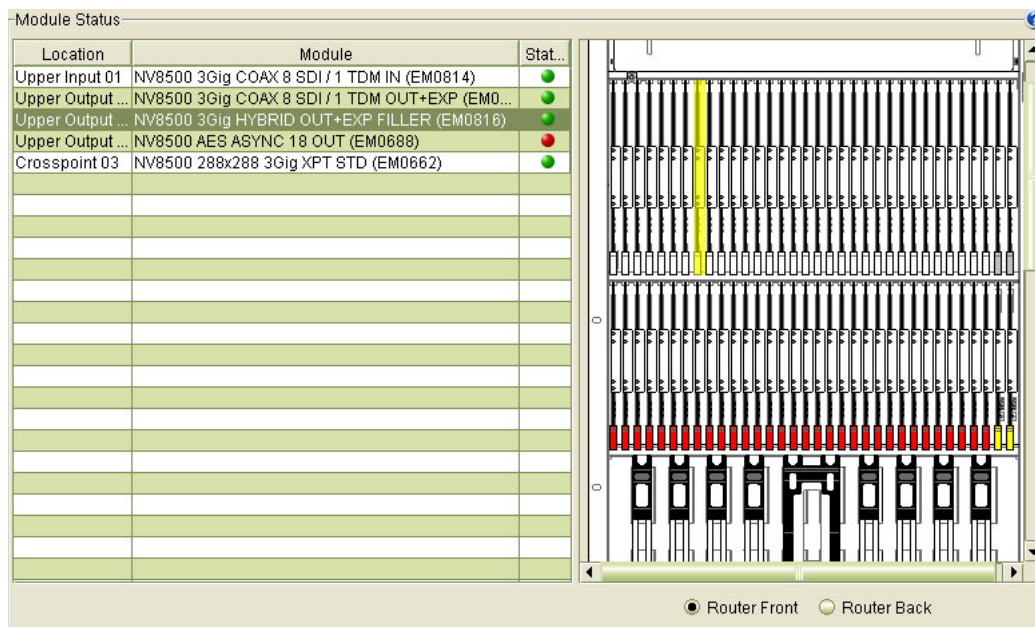 Module Status
Location Module Stat...
Upper Input 01 NV8500 3Gig COAX 8 SDI / 1 TDM IN (EM0814)
Upper Output ... NV8500 3Gig COAX 8 SDI / 1 TDM OUT+EXP (EM0...
Upper Output ... NV8500 3Gig HYBRID OUT+EXP FILLER (EM0816)
Upper Output ... NV8500 AES ASYNC 18 OUT (EM0688)
Crosspoint 03 NV8500 288x288 3Gig XPT STD (EM0662)
Router Front Router Back